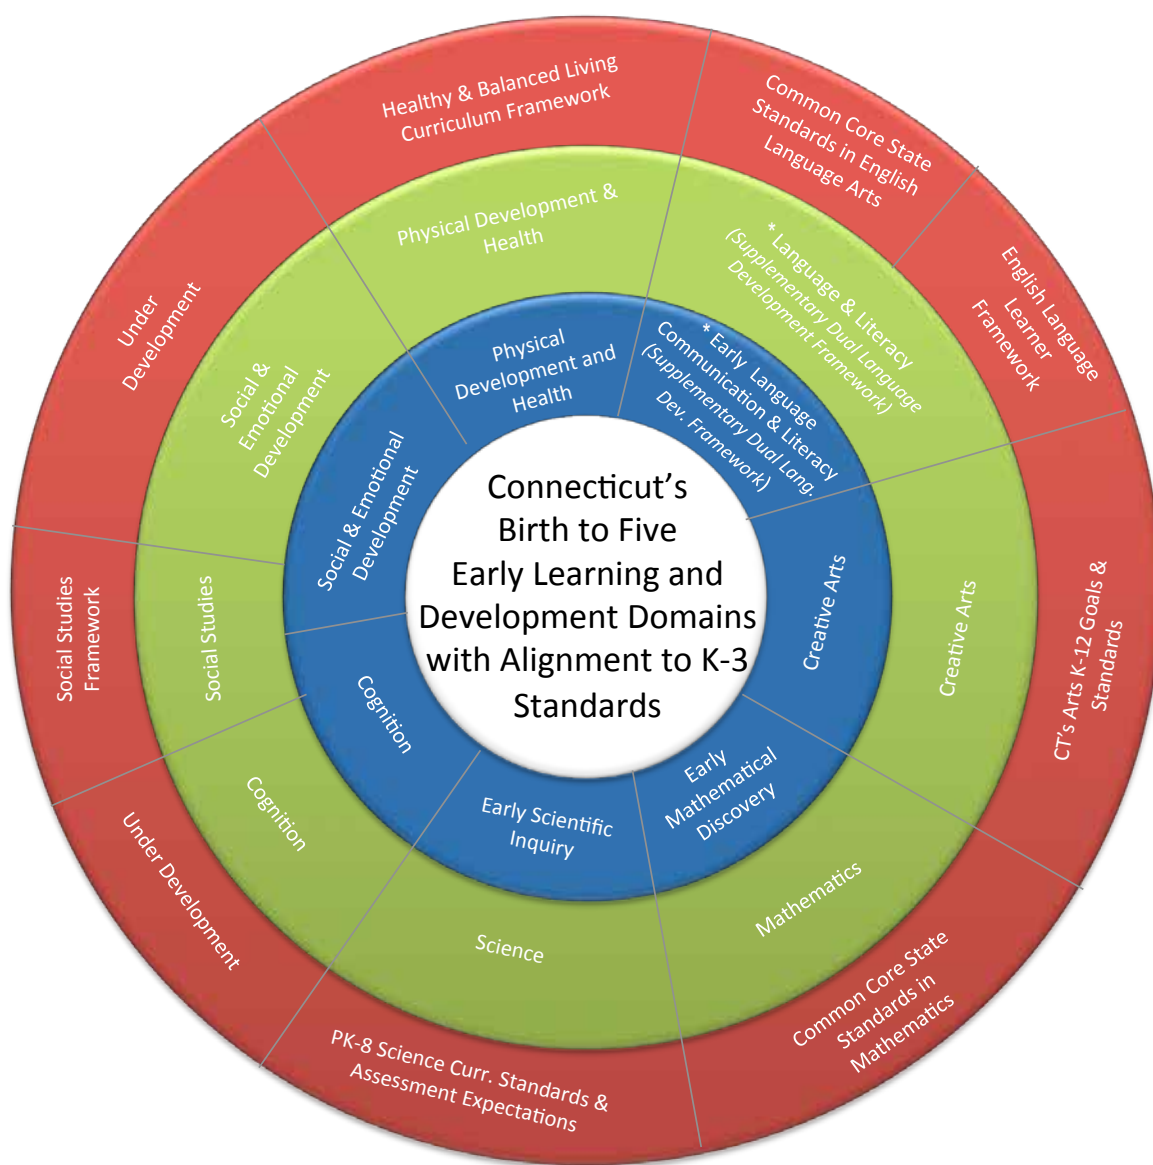 Healthy & Balanced Living
Curriculum Framework
Common Core State
Standards in English
Language Arts
English Language
Learner
Framework
CT's Arts K-12 Goals &
Standards
Common Core State
Standards in
Mathematics
PK-8 Science Curr. Standards &
Assessment Expectations
Under Development
Social Studies
Framework
Under
Development
Physical Development &
Health
* Language & Literacy
(Supplementary Dual Language
Development Framework)
Creative Arts
Mathematics
Science
Cognition
Social Studies
Social &
Emotional
Development
Physical
Development and
Health
* Early Language
Communication & Literacy
(Supplementary Dual Lang.
Dev. Framework)
Creative Arts
Early
Mathematical
Discovery
Early Scientific
Inquiry
Cognition
Social & Emotional
Development
Connecticut's
Birth to Five
Early Learning and
Development Domains
with Alignment to K-3
Standards